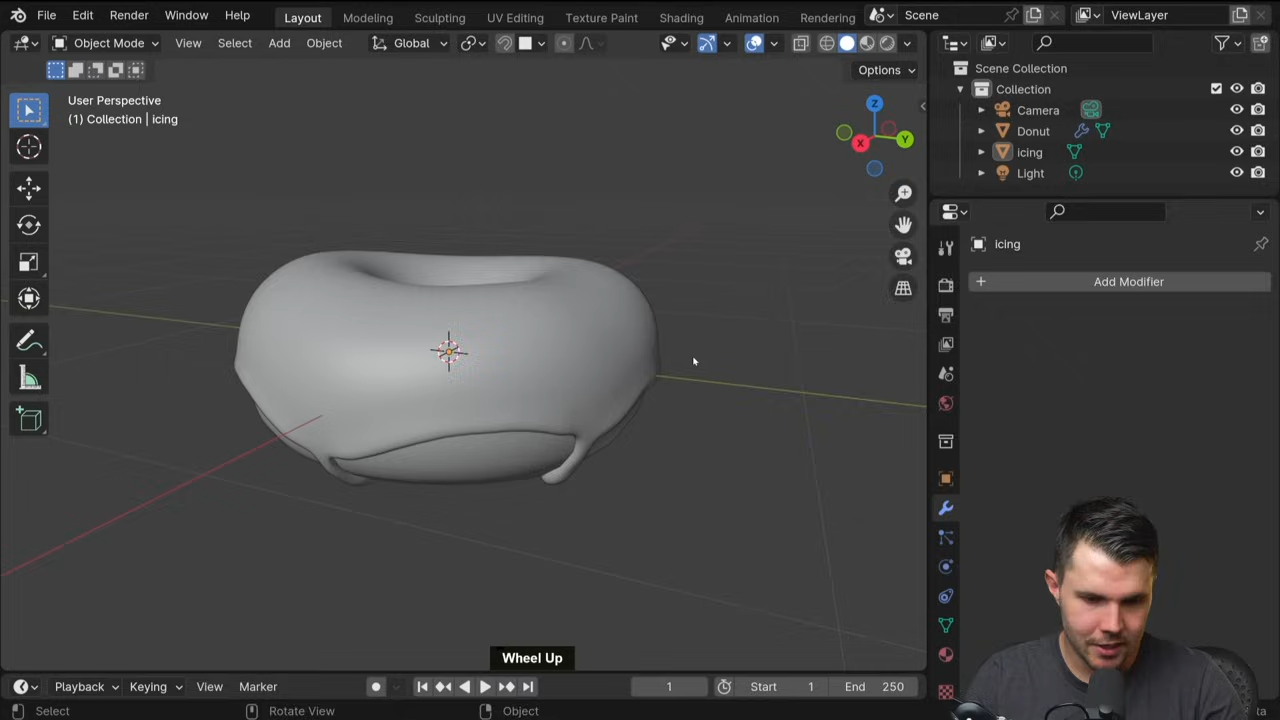 File Edit Render Window Help Layout Modeling Sculpting UV Editing Texture Paint Shading Animation Rendering Scene ViewLayer
Object Mode View Select Add Object Global
Options
User Perspective
(1) Collection | icing
Z
Y
X
Scene Collection
Collection
Camera
Donut
icing
Light
icing
+ Add Modifier
Wheel Up
Playback Keying View Marker 1 Start 1 End 250
Select Rotate View Object